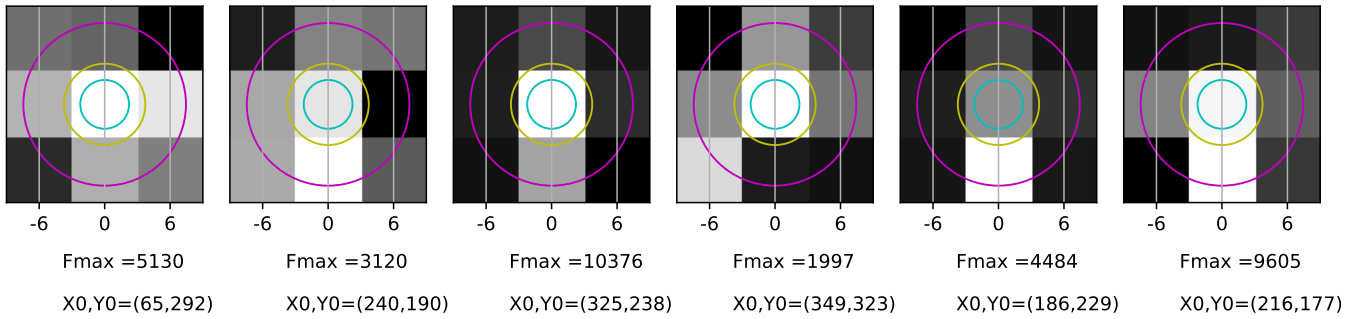 -6 0 6 -6 0 6 -6 0 6 -6 0 6 -6 0 6 -6 0 6
Fmax =5130 Fmax =3120 Fmax =10376 Fmax =1997 Fmax =4484 Fmax =9605
X0,Y0=(65,292) X0,Y0=(240,190) X0,Y0=(325,238) X0,Y0=(349,323) X0,Y0=(186,229) X0,Y0=(216,177)